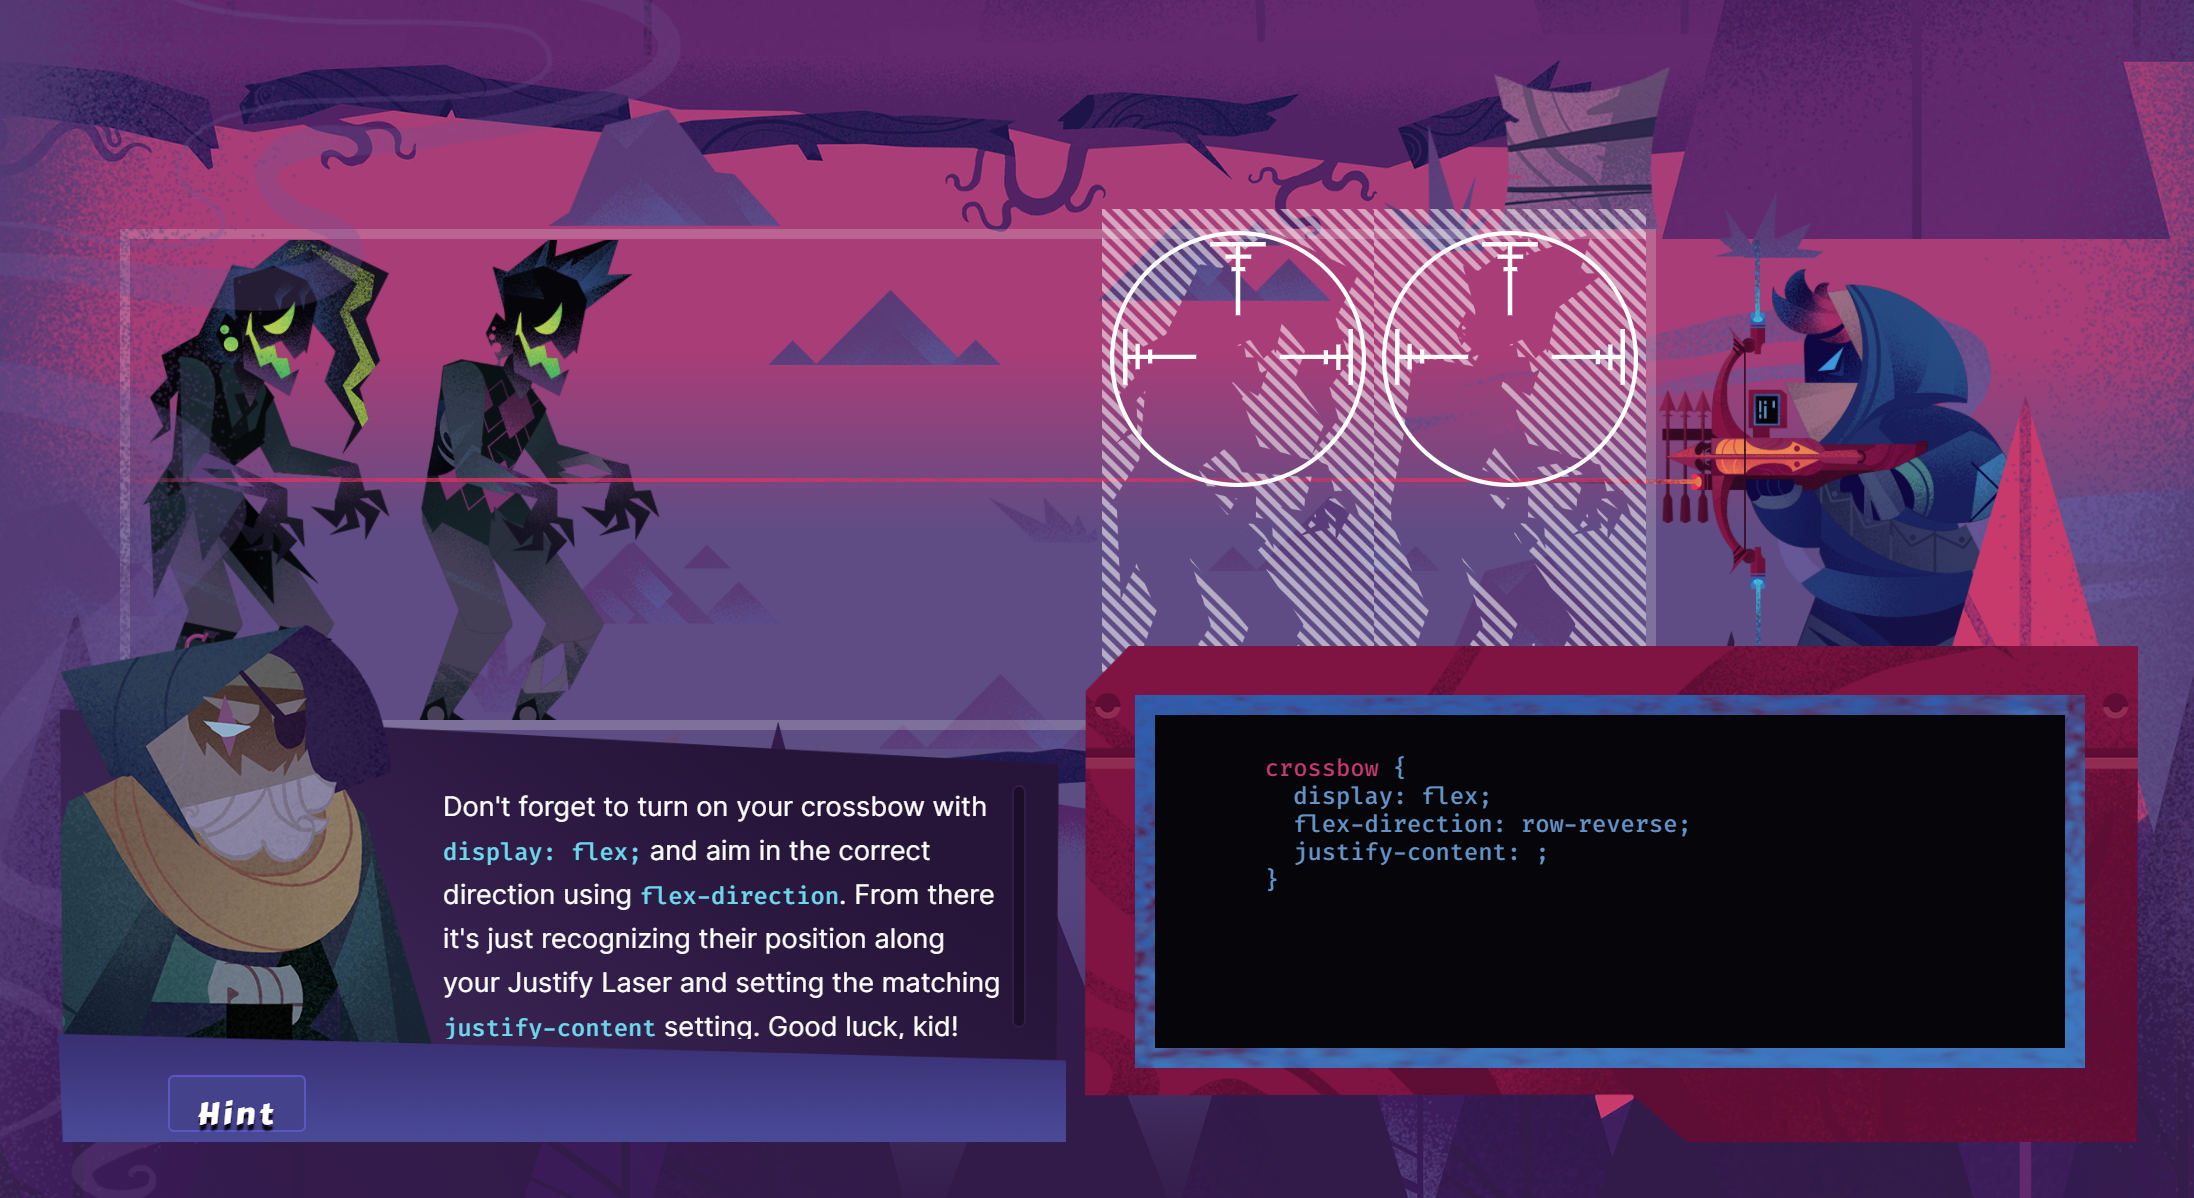 Don't forget to turn on your crossbow with
display: flex; and aim in the correct
direction using flex-direction. From there
it's just recognizing their position along
your Justify Laser and setting the matching
justify-content setting. Good luck, kid!
Hint
crossbow {
  display: flex;
  flex-direction: row-reverse;
  justify-content: ;
}